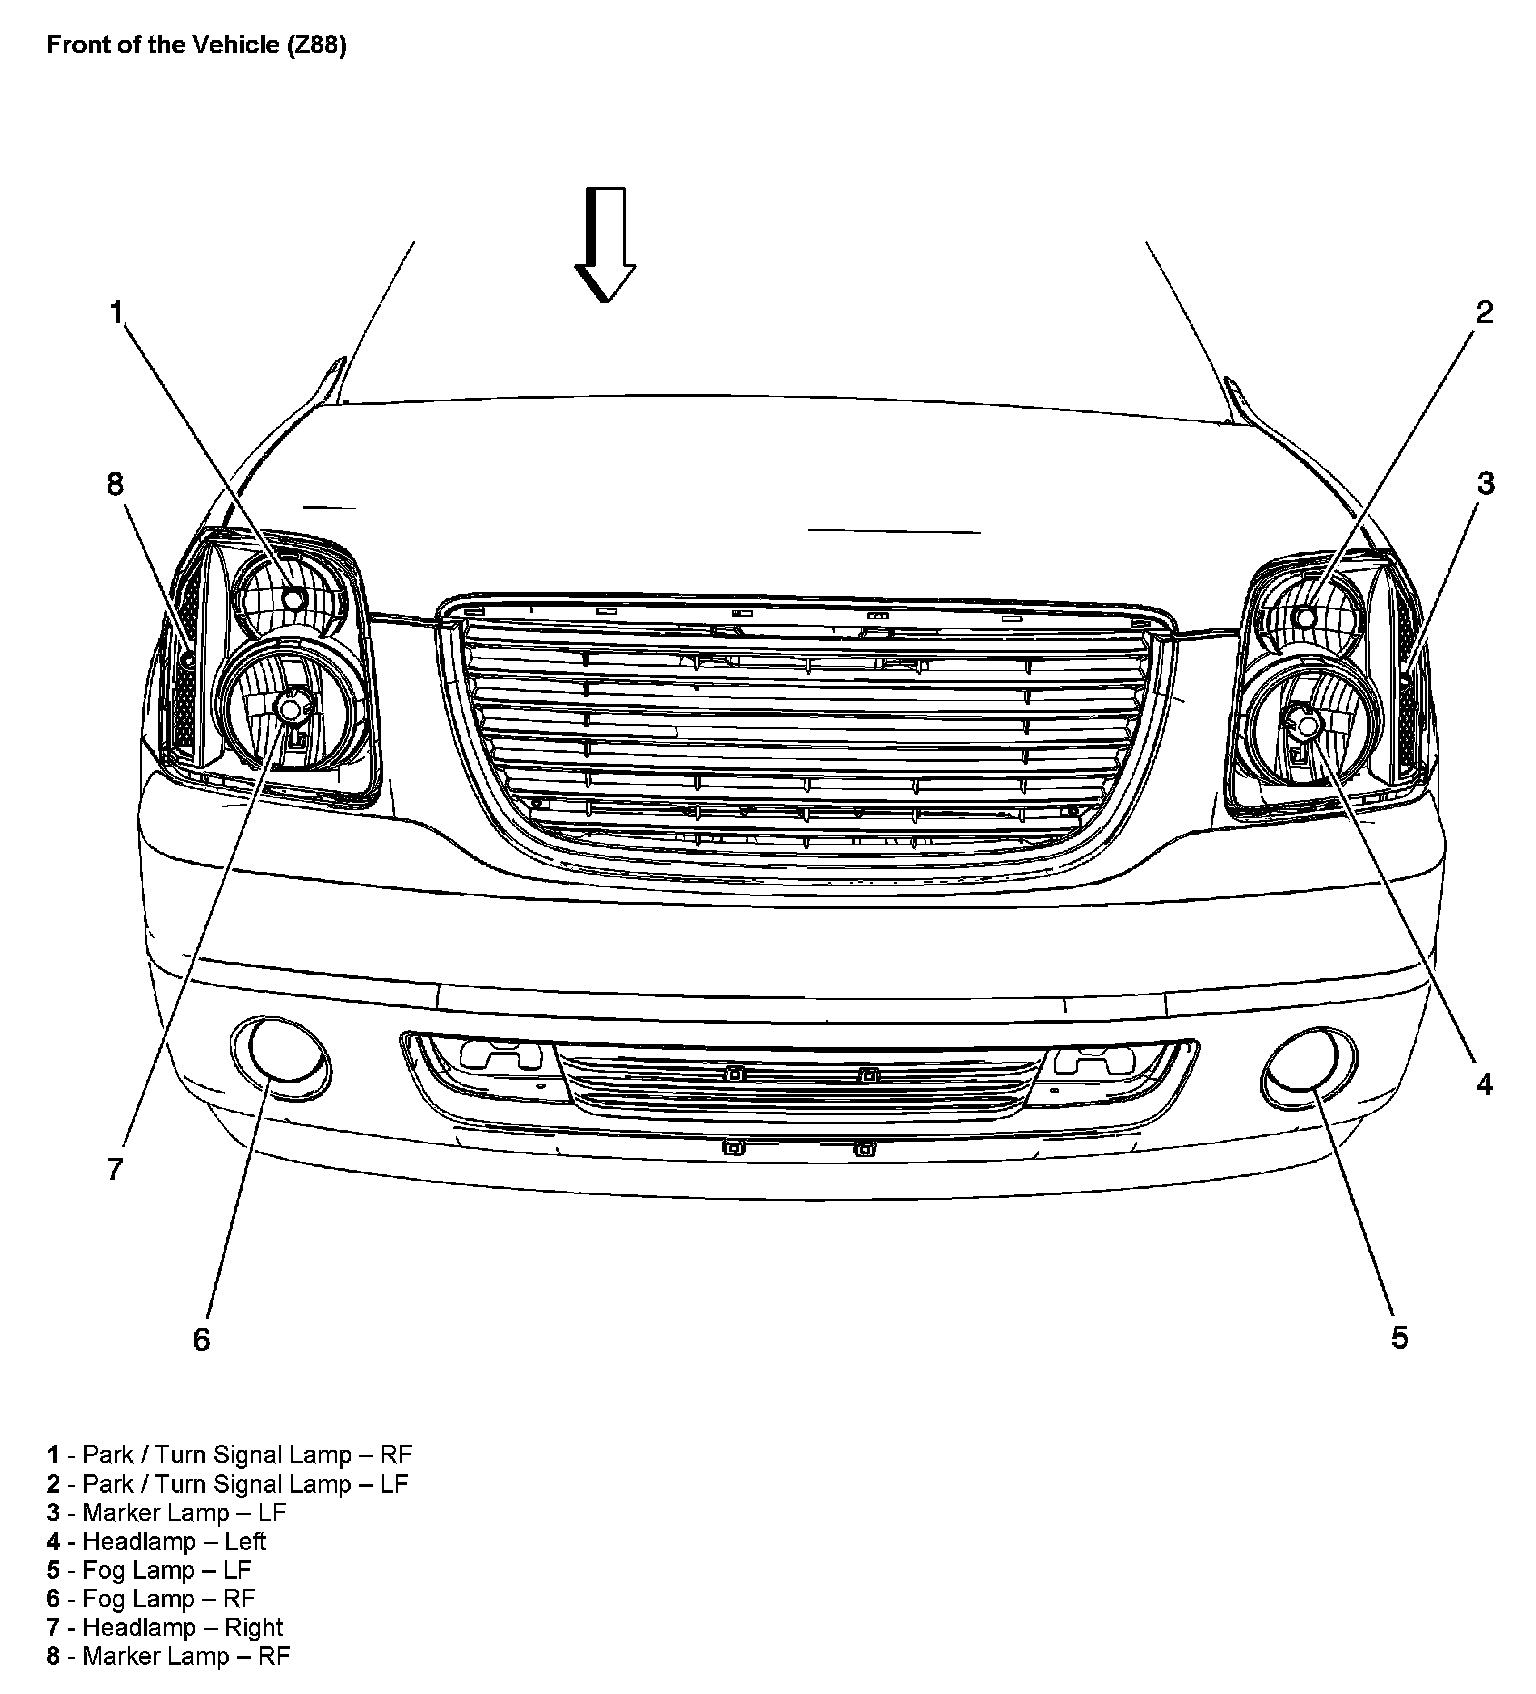 Front of the Vehicle (Z88)
1
2
8
3
4
7
6
5
1 - Park / Turn Signal Lamp – RF
2 - Park / Turn Signal Lamp – LF
3 - Marker Lamp – LF
4 - Headlamp – Left
5 - Fog Lamp – LF
6 - Fog Lamp – RF
7 - Headlamp – Right
8 - Marker Lamp – RF